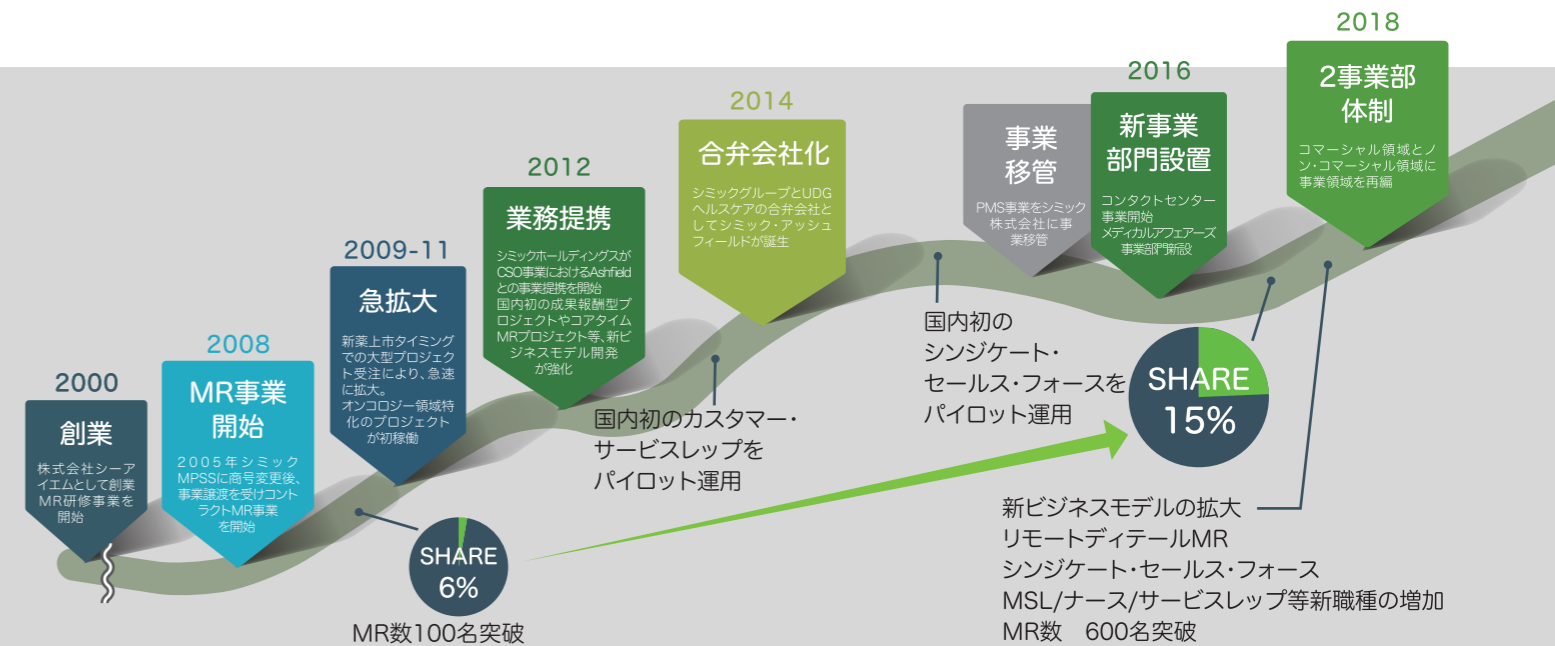 2000
創業
株式会社シーア
イエムとして創業
MR研修事業を
開始
2008
MR事業
開始
2005年シミック
MPSSに商号変更後、
事業譲渡を受けコント
ラクトMR事業
を開始
2009-11
急拡大
新薬上市タイミング
での大型プロジェク
ト受注により、急速
に拡大。
オンコロジー領域特
化のプロジェクト
が初稼働
SHARE
6%
MR数100名突破
2012
業務提携
シミックホールディングスが
CSO事業におけるAshfield
との事業提携を開始
国内初の成果報酬型プ
ロジェクトやコアタイム
MRプロジェクト等、新ビ
ジネスモデル開発
が強化
国内初のカスタマー・
サービスレップを
パイロット運用
2014
合弁会社化
シミックグループとUDG
ヘルスケアの合弁会社と
してシミック・アッシュ
フィールドが誕生
国内初の
シンジケート・
セールス・フォースを
パイロット運用
事業
移管
PMS事業をシミック
株式会社に事
業移管
2016
新事業
部門設置
コンタクトセンター
事業開始
メディカルアフェアーズ
事業部門新設
SHARE
15%
2018
2事業部
体制
コマーシャル領域とノ
ン・コマーシャル領域に
事業領域を再編
新ビジネスモデルの拡大
リモートディテールMR
シンジケート・セールス・フォース
MSL/ナース/サービスレップ等新職種の増加
MR数 600名突破